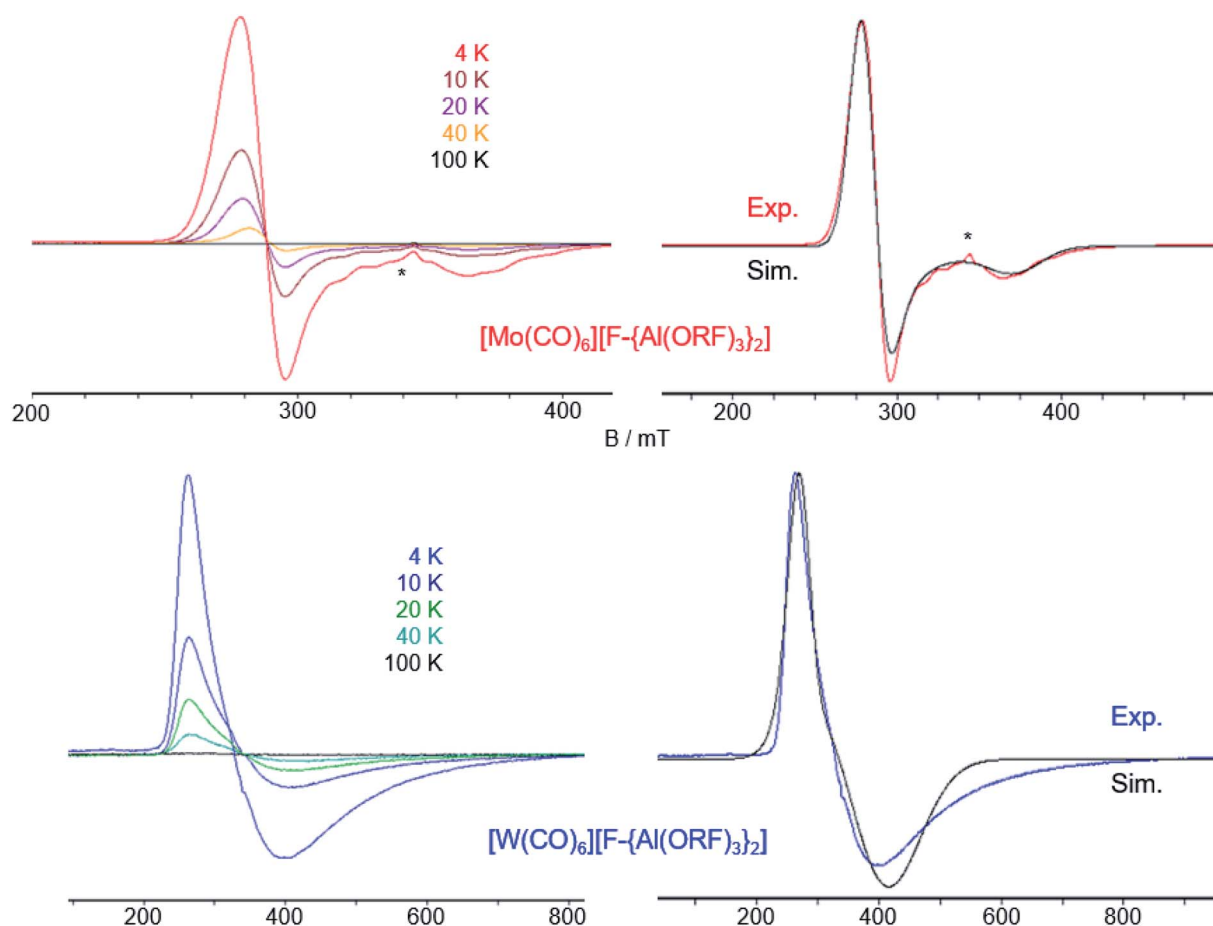 4 K
10 K
20 K
40 K
100 K
*
Exp.
*
Sim.
[Mo(CO)₆][F-{Al(ORF)₃}₂]
200 300 400
200 300 400
B / mT
4 K
10 K
20 K
40 K
100 K
Exp.
Sim.
[W(CO)₆][F-{Al(ORF)₃}₂]
200 400 600 800
200 400 600 800